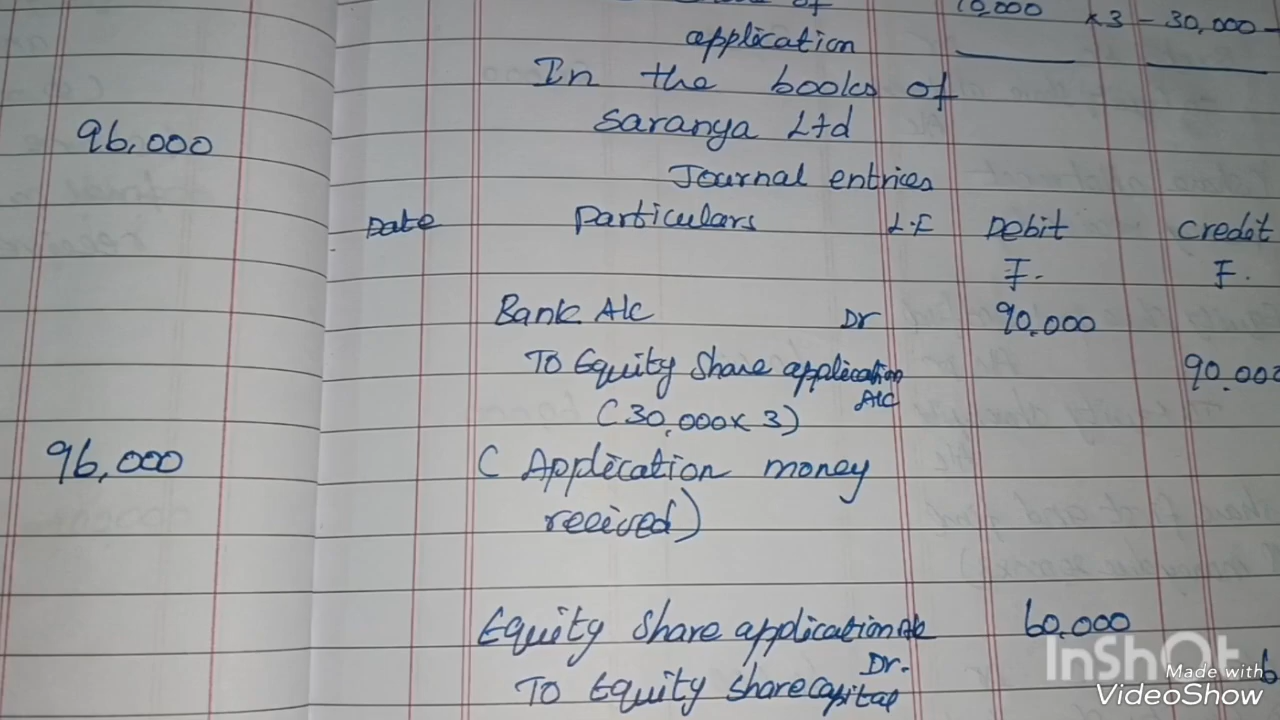 10,000 x 3 - 30,000
application
In the books of
Saranya Ltd
Journal entries
Date Particulars L.F Debit Credit
₹. ₹.
Bank A/c Dr 90,000
To Equity Share application A/c 90,000
(30,000x 3)
( Application money
received)
Equity Share application A/c 60,000
Dr.
To Equity share capital
96,000
96,000
InShot
Made with
VideoShow